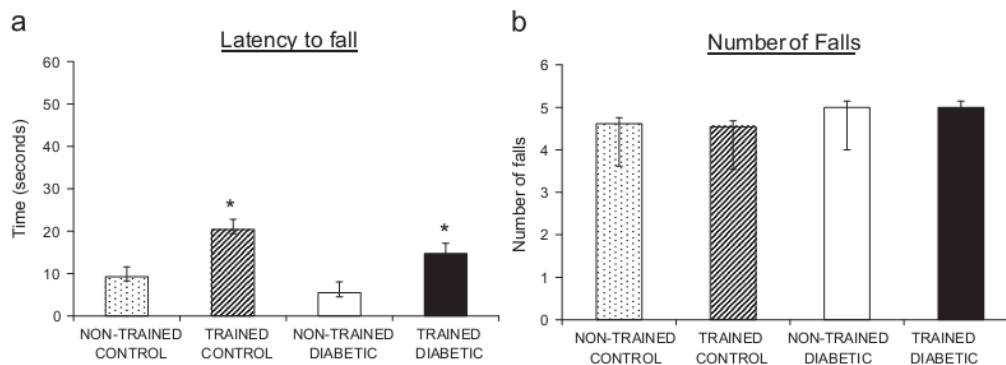 a
Latency to fall
60
50
40
30
20
10
0
Time (seconds)
*
*
NON-TRAINED
CONTROL
TRAINED
CONTROL
NON-TRAINED
DIABETIC
TRAINED
DIABETIC
b
Number of Falls
6
5
4
3
2
1
0
Number of falls
NON-TRAINED
CONTROL
TRAINED
CONTROL
NON-TRAINED
DIABETIC
TRAINED
DIABETIC